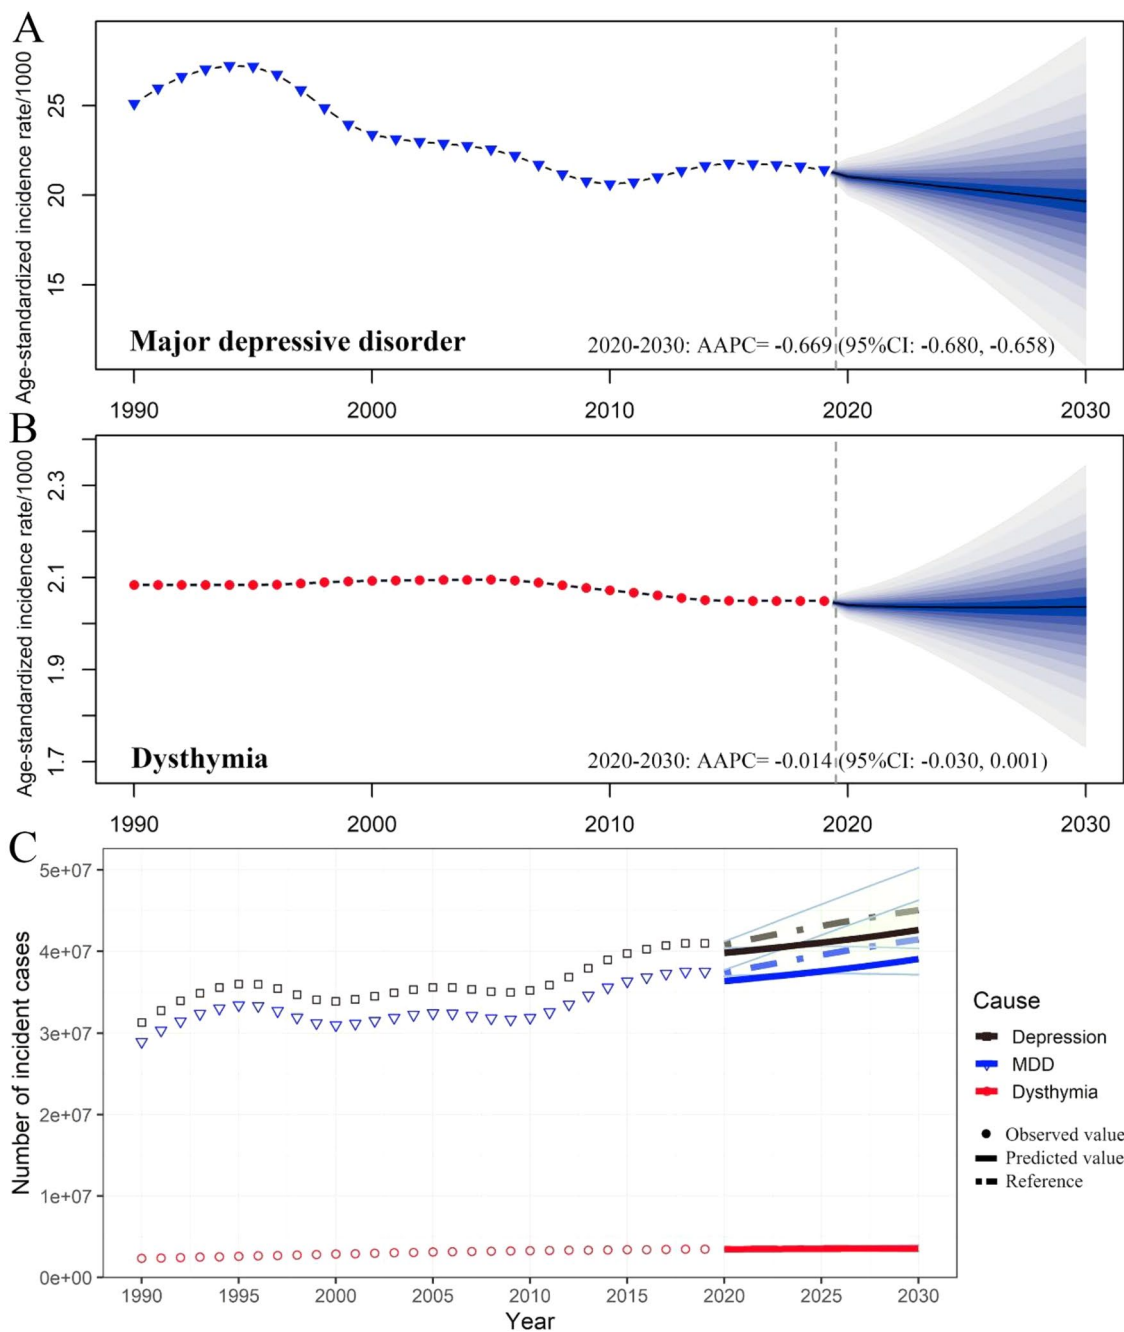 A
Age-standardized incidence rate/1000
25
20
15
Major depressive disorder
2020-2030: AAPC= -0.669 (95%CI: -0.680, -0.658)
1990 2000 2010 2020 2030
B
Age-standardized incidence rate/1000
2.3
2.1
1.9
1.7
Dysthymia
2020-2030: AAPC= -0.014 (95%CI: -0.030, 0.001)
1990 2000 2010 2020 2030
C
Number of incident cases
5e+07
4e+07
3e+07
2e+07
1e+07
0e+00
1990 1995 2000 2005 2010 2015 2020 2025 2030
Year
Cause
Depression
MDD
Dysthymia
Observed value
Predicted value
Reference